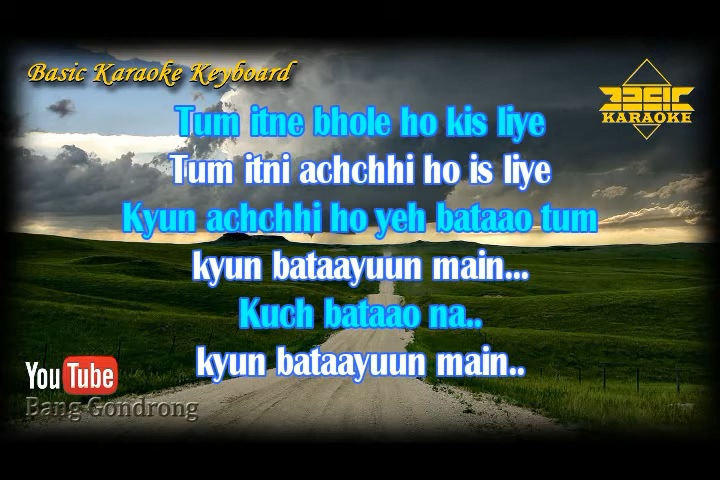 Basic Karaoke Keyboard
BASIC
KARAOKE
Tum itne bhole ho kis liye
Tum itni achchhi ho is liye
Kyun achchhi ho yeh bataao tum
kyun bataayuun main...
Kuch bataao na..
kyun bataayuun main..
YouTube
Bang Gondrong